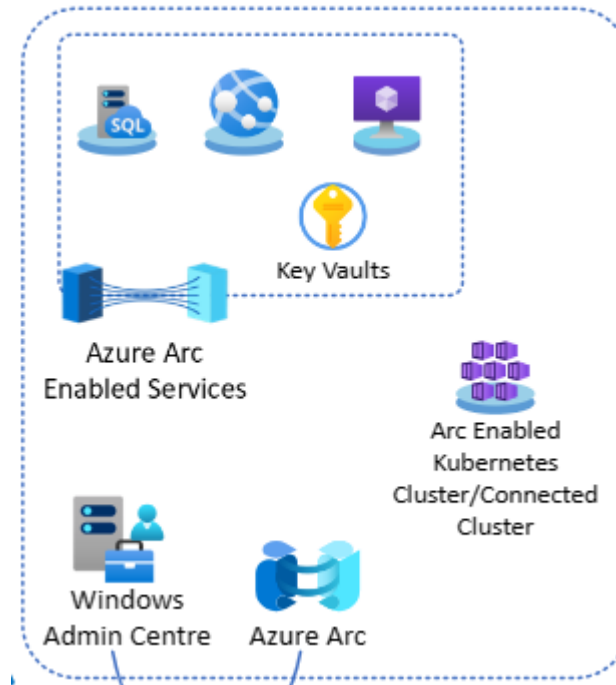 SQL
Key Vaults
Azure Arc
Enabled Services
Arc Enabled
Kubernetes
Cluster/Connected
Cluster
Windows
Admin Centre
Azure Arc